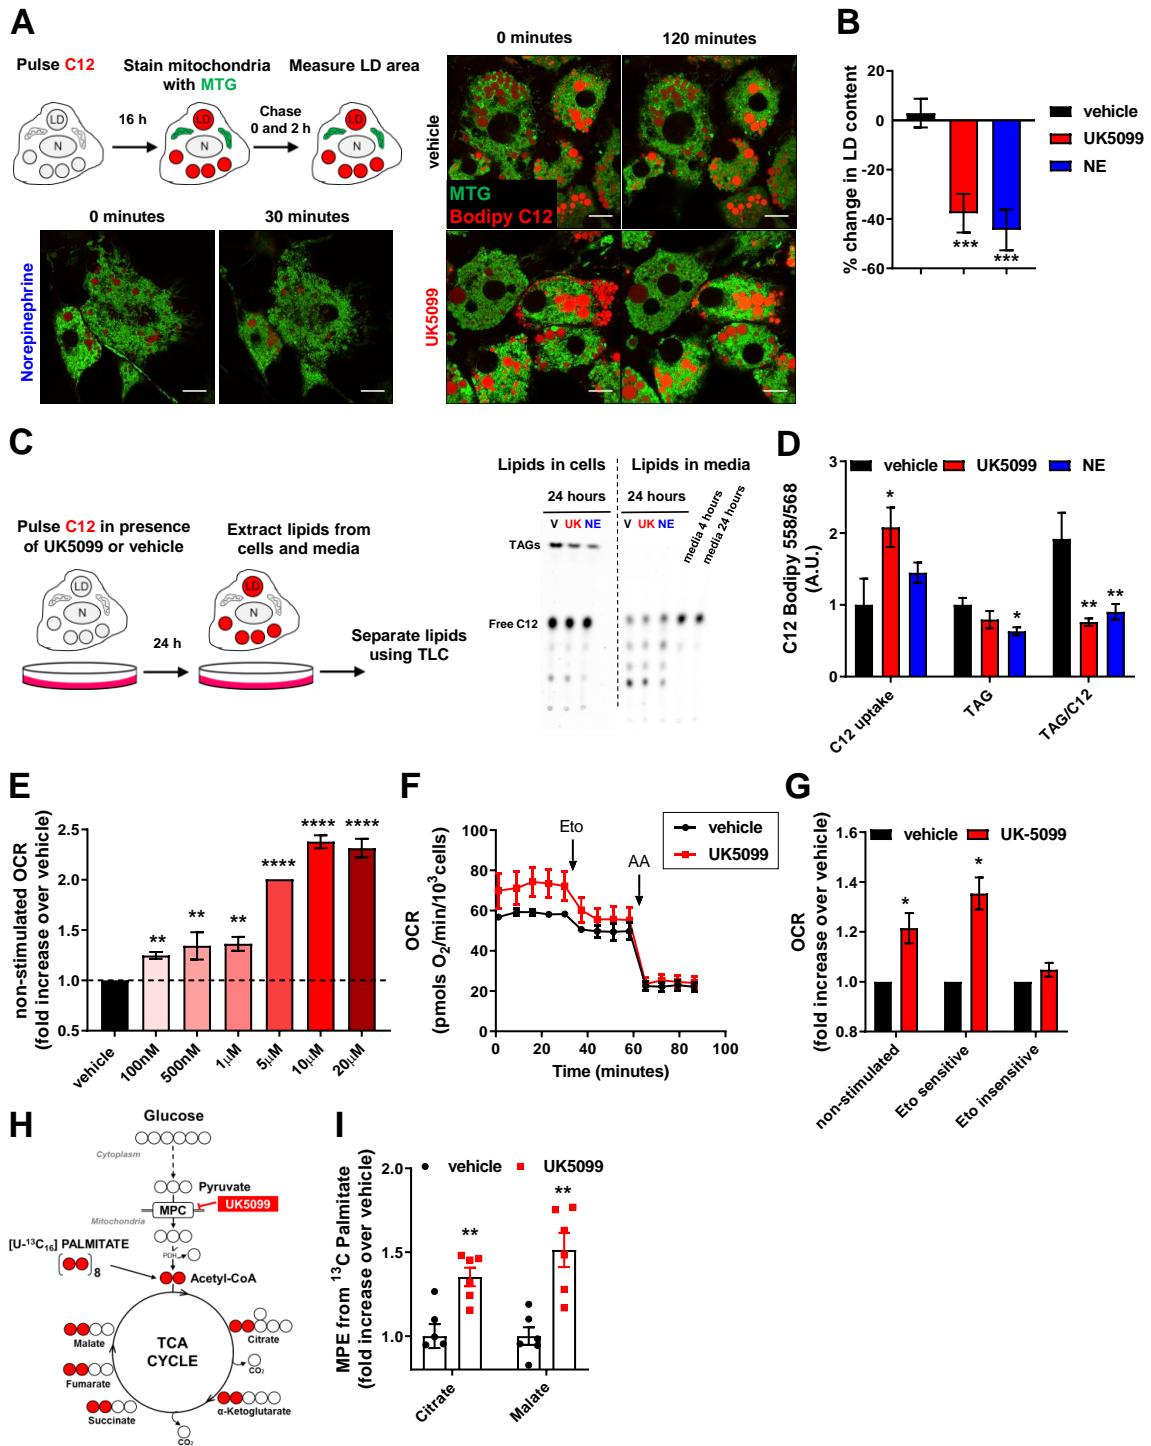 A
Pulse C12
Stain mitochondria
with MTG
Measure LD area
16 h
Chase
0 and 2 h
LD
N
LD
N
LD
N
0 minutes
30 minutes
Norepinephrine
0 minutes
120 minutes
vehicle
MTG
Bodipy C12
UK5099
B
% change in LD content
20
0
-20
-40
-60
***
***
vehicle
UK5099
NE
C
Pulse C12 in presence
of UK5099 or vehicle
Extract lipids from
cells and media
LD
N
LD
N
24 h
Separate lipids
using TLC
Lipids in cells
Lipids in media
24 hours
24 hours
V UK NE
V UK NE
media 4 hours
media 24 hours
TAGs
Free C12
D
C12 Bodipy 558/568
(A.U.)
3
2
1
0
vehicle
UK5099
NE
*
*
**
**
C12 uptake
TAG
TAG/C12
E
non-stimulated OCR
(fold increase over vehicle)
2.5
2.0
1.5
1.0
0.5
**
**
**
****
****
****
vehicle
100nM
500nM
1µM
5µM
10µM
20µM
F
OCR
(pmols O2/min/10³cells)
100
80
60
40
20
0
Eto
AA
vehicle
UK5099
0 20 40 60 80 100
Time (minutes)
G
OCR
(fold increase over vehicle)
1.6
1.4
1.2
1.0
0.8
vehicle
UK-5099
*
*
non-stimulated
Eto sensitive
Eto insensitive
H
Glucose
Cytoplasm
Pyruvate
UK5099
MPC
Mitochondria
[U-¹³C16] PALMITATE
8
PDH
Acetyl-CoA
TCA
CYCLE
Malate
Citrate
CO2
Fumarate
α-Ketoglutarate
Succinate
CO2
I
MPE from ¹³C Palmitate
(fold increase over vehicle)
2.0
1.5
1.0
vehicle
UK5099
**
**
Citrate
Malate